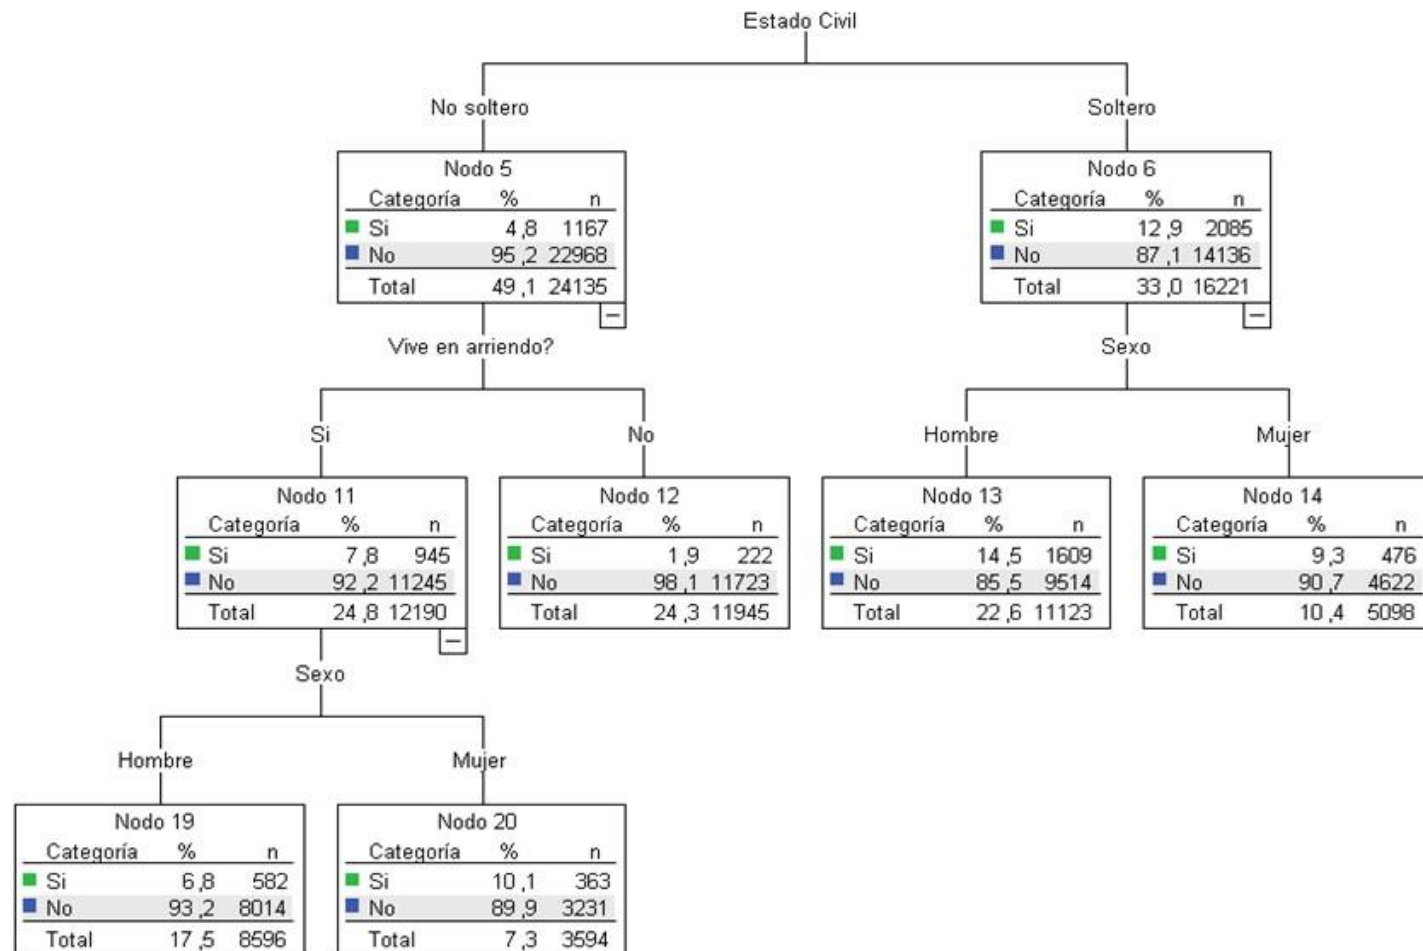 Estado Civil
No soltero
Soltero
Nodo 5
Categoría % n
Si 4,8 1167
No 95,2 22968
Total 49,1 24135
Nodo 6
Categoría % n
Si 12,9 2085
No 87,1 14136
Total 33,0 16221
Vive en arriendo?
Sexo
Si
No
Hombre
Mujer
Nodo 11
Categoría % n
Si 7,8 945
No 92,2 11245
Total 24,8 12190
Nodo 12
Categoría % n
Si 1,9 222
No 98,1 11723
Total 24,3 11945
Nodo 13
Categoría % n
Si 14,5 1609
No 85,5 9514
Total 22,6 11123
Nodo 14
Categoría % n
Si 9,3 476
No 90,7 4622
Total 10,4 5098
Sexo
Hombre
Mujer
Nodo 19
Categoría % n
Si 6,8 582
No 93,2 8014
Total 17,5 8596
Nodo 20
Categoría % n
Si 10,1 363
No 89,9 3231
Total 7,3 3594